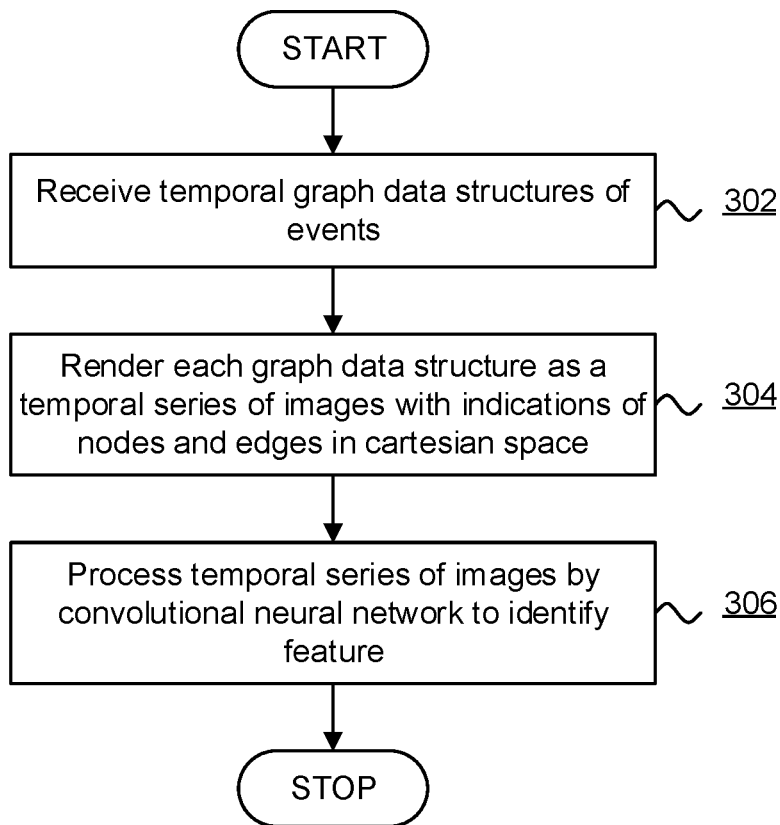 START
Receive temporal graph data structures of
events
302
Render each graph data structure as a
temporal series of images with indications of
nodes and edges in cartesian space
304
Process temporal series of images by
convolutional neural network to identify
feature
306
STOP